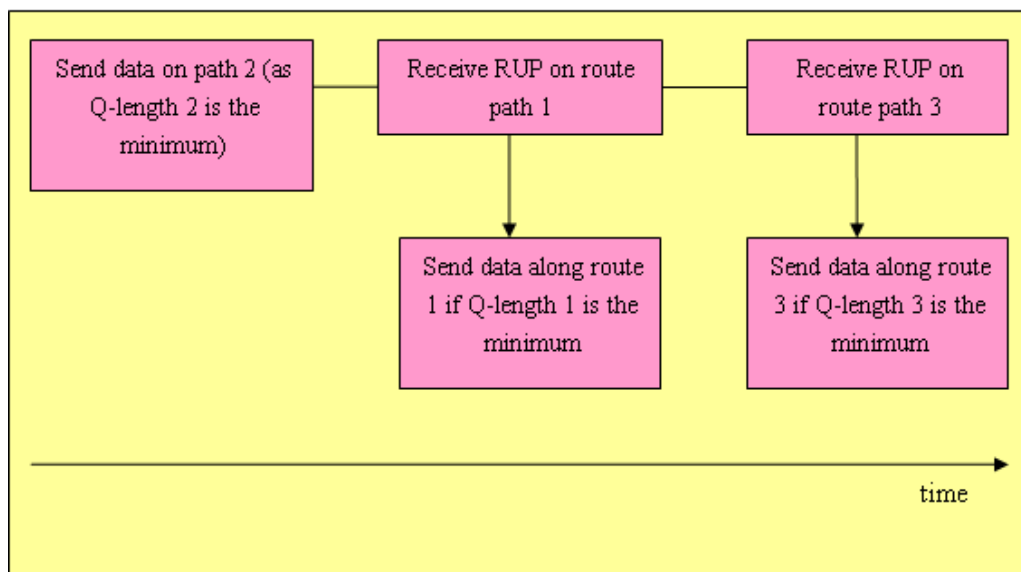 Send data on path 2 (as
Q-length 2 is the
minimum)
Receive RUP on route
path 1
Receive RUP on
route path 3
Send data along route
1 if Q-length 1 is the
minimum
Send data along route
3 if Q-length 3 is the
minimum
time